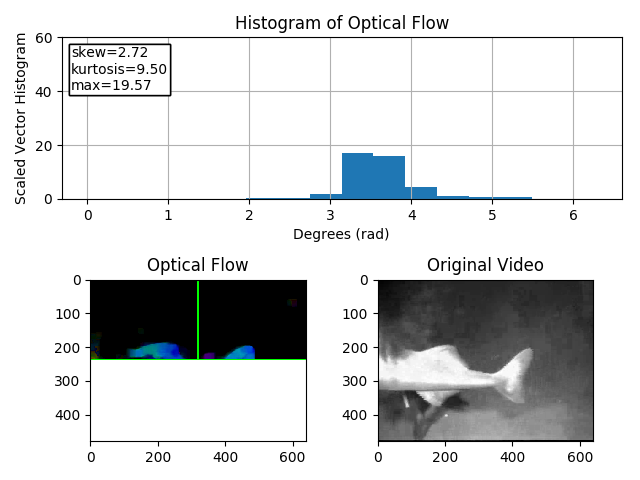 Histogram of Optical Flow
Scaled Vector Histogram
60
40
20
0
skew=2.72
kurtosis=9.50
max=19.57
0 1 2 3 4 5 6
Degrees (rad)
Optical Flow
0
100
200
300
400
0 200 400 600
Original Video
0
100
200
300
400
0 200 400 600